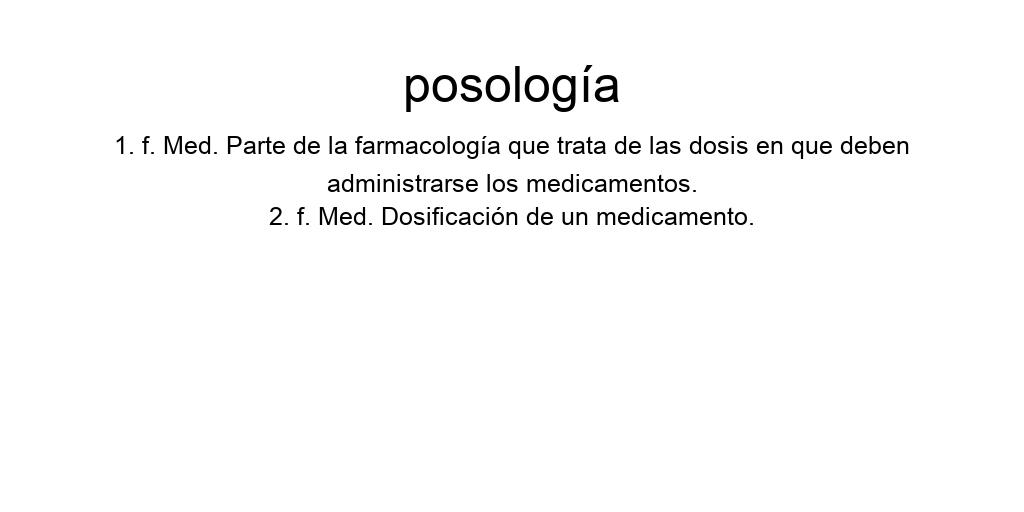 posología
1. f. Med. Parte de la farmacología que trata de las dosis en que deben
administrarse los medicamentos.
2. f. Med. Dosificación de un medicamento.